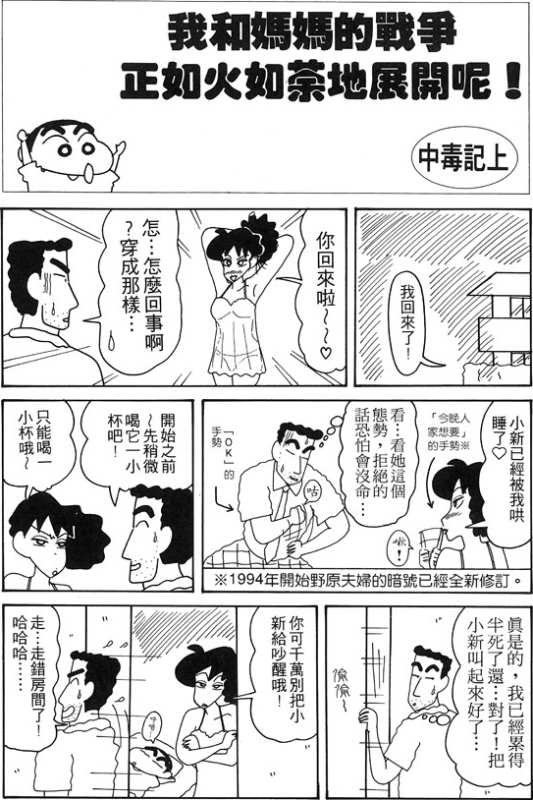 我和媽媽的戰爭
正如火如荼地展開呢！
中毒記上
我回來了！
你回來啦～～♡
怎…怎麼回事啊
？穿成那樣…
小新已經被我哄
睡了♡
「今晚人
家想要」
的手勢※
啾！
看…看她這個
態勢，拒絕的
話恐怕會沒命…
咕
「OK」的
手勢
※1994年開始野原夫婦的暗號已經全新修訂。
開始之前
～先稍微
喝它一小
杯吧！
只能喝一
小杯哦～
真是的，我已經累得
半死了還…對了！把
小新叫起來好了…
偷偷～
你可千萬別把小
新給吵醒哦！
走…走錯房間了！
哈哈哈……